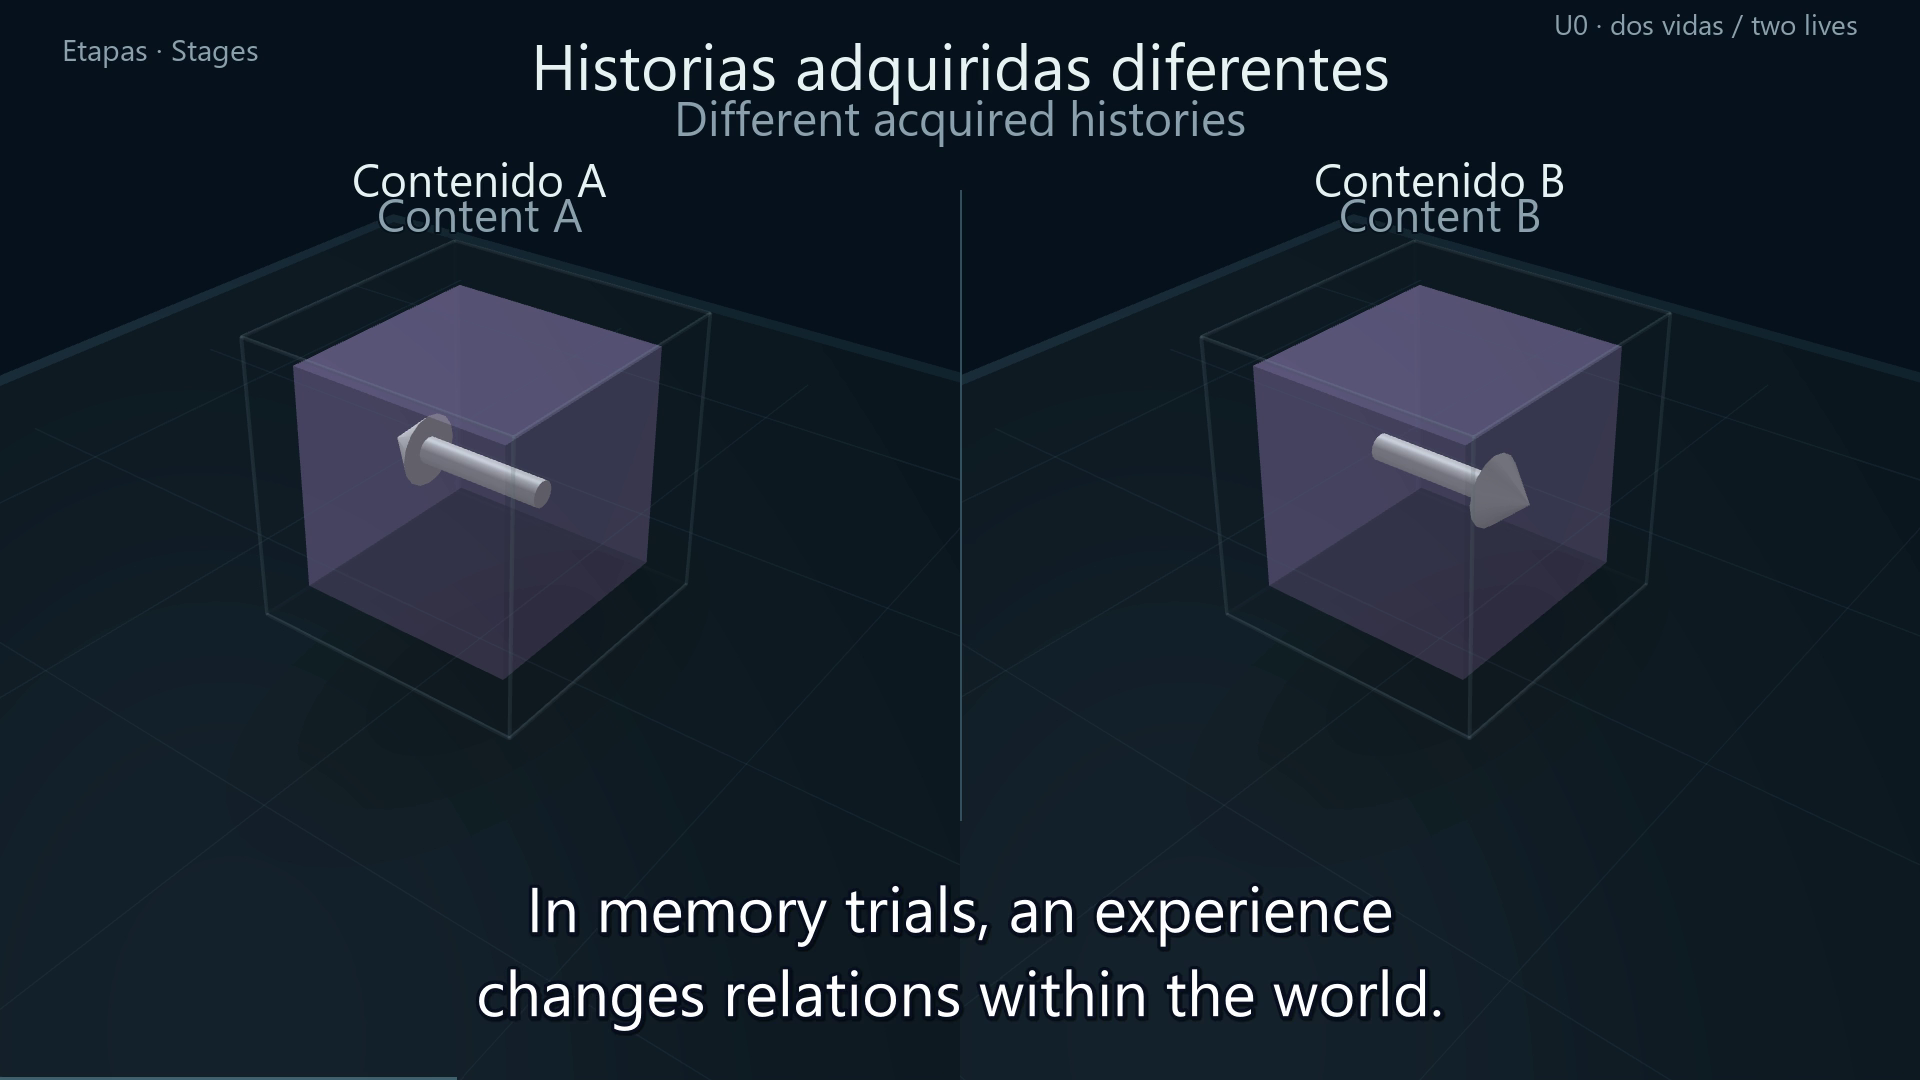 Etapas · Stages
U0 · dos vidas / two lives
Historias adquiridas diferentes
Different acquired histories
Contenido A
Content A
Contenido B
Content B
In memory trials, an experience
changes relations within the world.